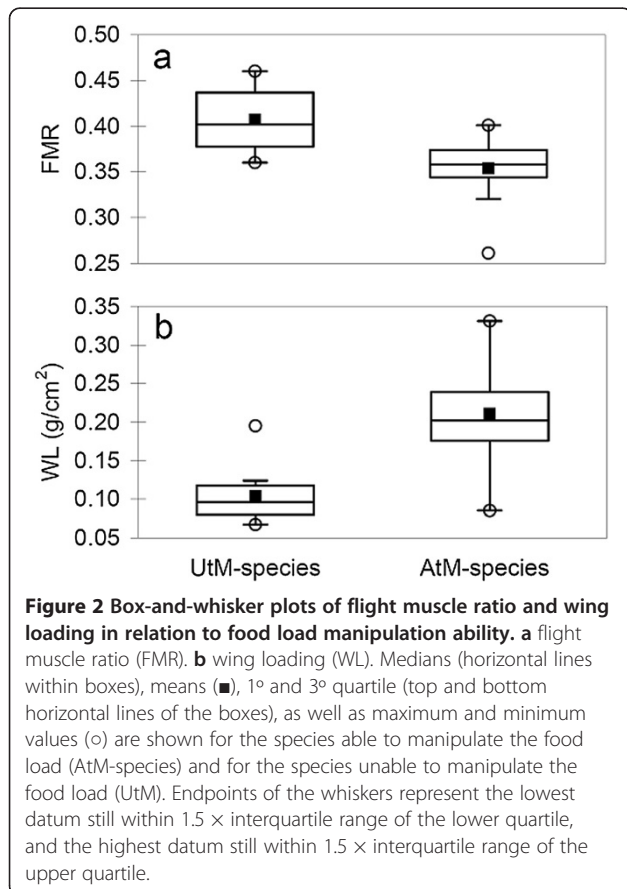 a
0.50
0.45
0.40
0.35
0.30
0.25
FMR
b
0.35
0.30
0.25
0.20
0.15
0.10
0.05
WL (g/cm²)
UtM-species AtM-species
Figure 2 Box-and-whisker plots of flight muscle ratio and wing
loading in relation to food load manipulation ability. a flight
muscle ratio (FMR). b wing loading (WL). Medians (horizontal lines
within boxes), means (■), 1º and 3º quartile (top and bottom
horizontal lines of the boxes), as well as maximum and minimum
values (○) are shown for the species able to manipulate the food
load (AtM-species) and for the species unable to manipulate the
food load (UtM). Endpoints of the whiskers represent the lowest
datum still within 1.5 × interquartile range of the lower quartile,
and the highest datum still within 1.5 × interquartile range of the
upper quartile.